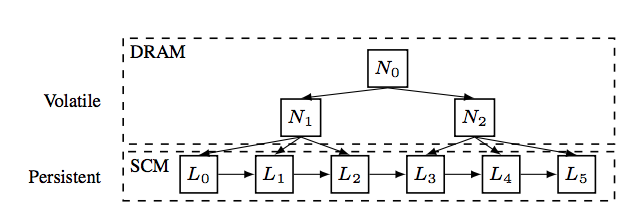 DRAM
N0
Volatile
N1 N2
SCM
L0 L1 L2 L3 L4 L5
Persistent